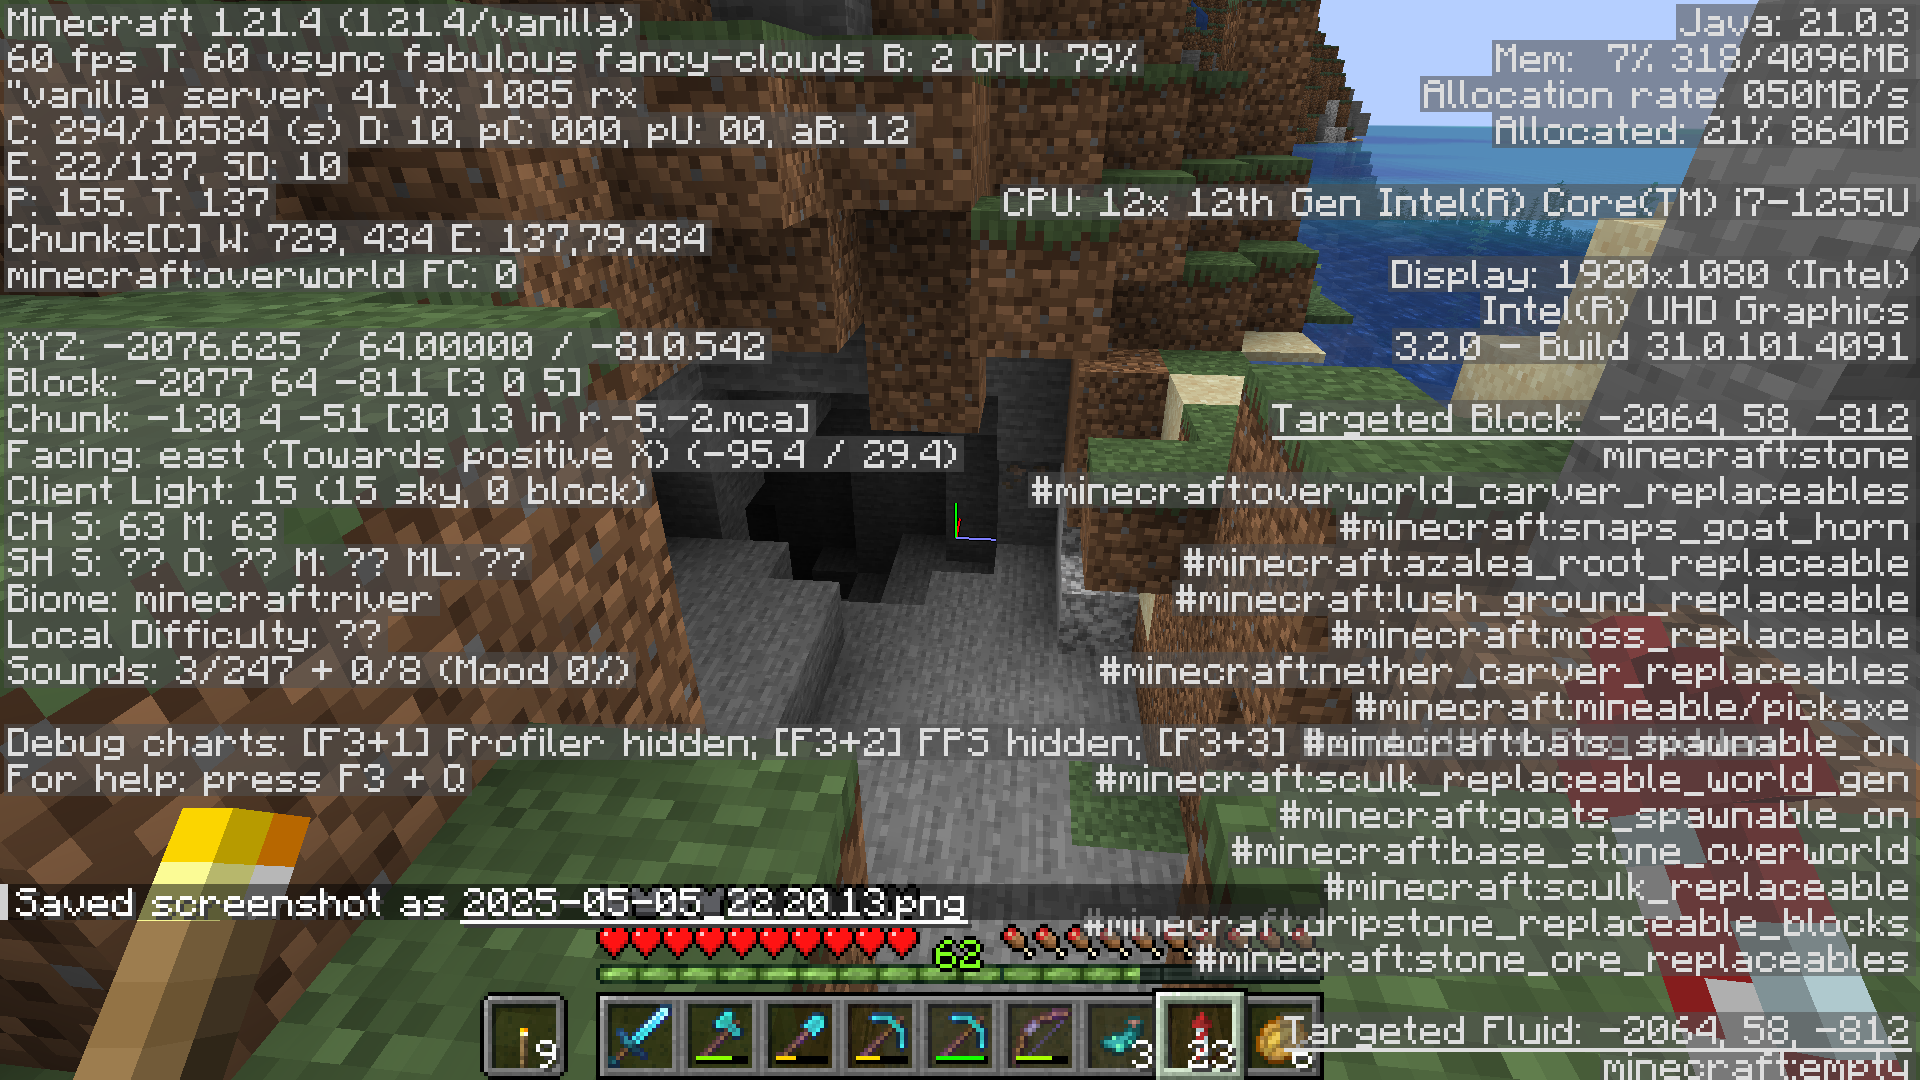 Minecraft 1.21.4 (1.21.4/vanilla)
60 fps T: 60 vsync fabulous fancy-clouds B: 2 GPU: 79%
"vanilla" server, 41 tx, 1085 rx
C: 294/10584 (s) D: 10, pC: 000, pU: 00, aB: 12
E: 22/137, SD: 10
P: 155. T: 137
Chunks[C] W: 729, 434 E: 137,79,434
minecraft:overworld FC: 0
XYZ: -2076.625 / 64.00000 / -810.542
Block: -2077 64 -811 [3 0 5]
Chunk: -130 4 -51 [30 13 in r.-5.-2.mca]
Facing: east (Towards positive X) (-95.4 / 29.4)
Client Light: 15 (15 sky, 0 block)
CH S: 63 M: 63
SH S: ?? O: ?? M: ?? ML: ??
Biome: minecraft:river
Local Difficulty: ??
Sounds: 3/247 + 0/8 (Mood 0%)
Debug charts: [F3+1] Profiler hidden; [F3+2] FPS hidden; [F3+3]
For help: press F3 + Q
Java: 21.0.3
Mem: 7% 318/4096MB
Allocation rate: 050MB/s
Allocated: 21% 864MB
CPU: 12x 12th Gen Intel(R) Core(TM) i7-1255U
Display: 1920x1080 (Intel)
Intel(R) UHD Graphics
3.2.0 - Build 31.0.101.4091
Targeted Block: -2064, 58, -812
minecraft:stone
#minecraft:overworld_carver_replaceables
#minecraft:snaps_goat_horn
#minecraft:azalea_root_replaceable
#minecraft:lush_ground_replaceable
#minecraft:moss_replaceable
#minecraft:nether_carver_replaceables
#minecraft:mineable/pickaxe
#minecraft:bats_spawnable_on
#minecraft:sculk_replaceable_world_gen
#minecraft:goats_spawnable_on
#minecraft:base_stone_overworld
#minecraft:sculk_replaceable
#minecraft:dripstone_replaceable_blocks
#minecraft:stone_ore_replaceables
Targeted Fluid: -2064, 58, -812
minecraft:empty
Saved screenshot as 2025-05-05_22.20.13.png
62
9
3
23
6